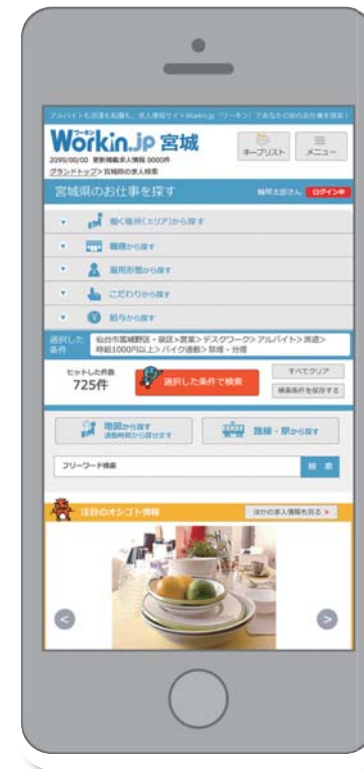 アルバイトも派遣も転職も、求人情報サイトWorkin.jp(ワーキン)であなたの街のお仕事を検索！
ワーキン
Workin.jp 宮城
キープリスト
メニュー
2099/00/00 更新掲載求人情報 0000件
グランドトップ>宮城県の求人検索
宮城県のお仕事を探す
ログイン中
働く場所(エリア)から探す
職種から探す
雇用形態から探す
こだわりから探す
給与から探す
選択した
条件
仙台市宮城野区・泉区>営業>デスクワーク>アルバイト>派遣>
時給1000円以上>バイク通勤>禁煙・分煙
ヒットした件数
725件
選択した条件で検索
すべてクリア
検索条件を保存する
地図から探す
通勤時間から探せます
路線・駅から探す
フリーワード検索
検 索
注目のオシゴト情報
ほかの求人情報も見る >
< >